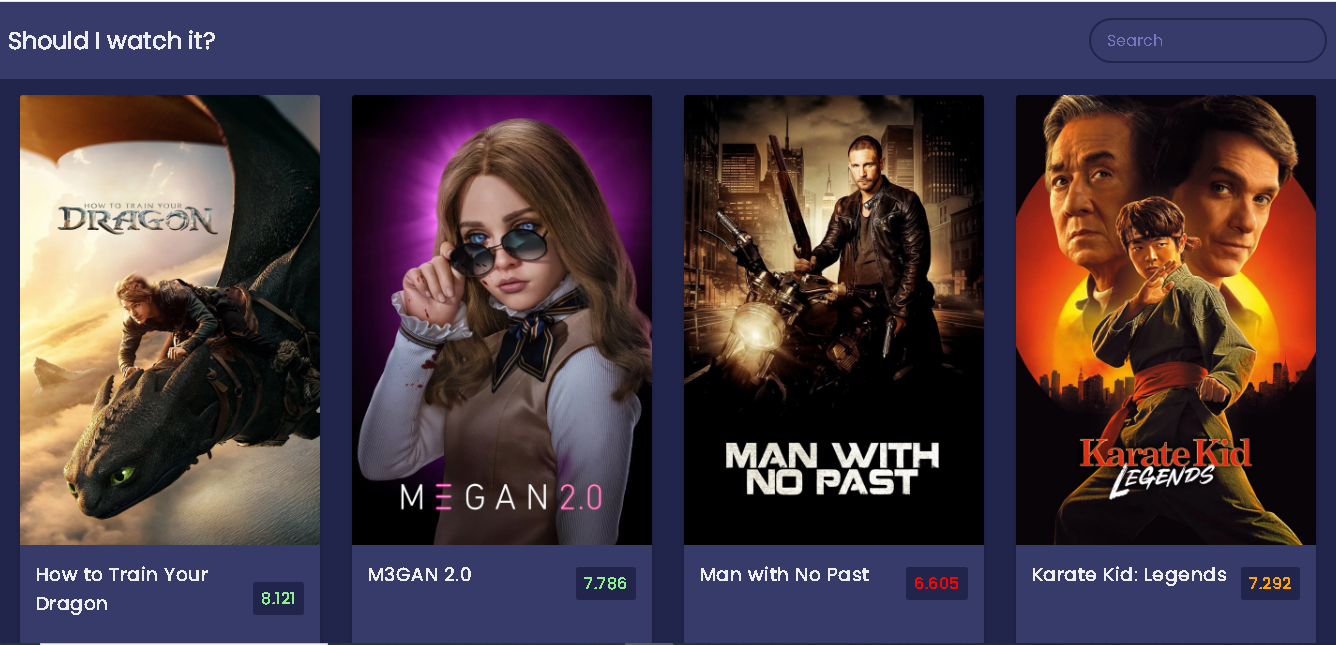 Should I watch it?
Search
HOW TO TRAIN YOUR
DRAGON
MƎGAN 2.0
MAN WITH
NO PAST
Karate Kid
LEGENDS
How to Train Your
Dragon
8.121
M3GAN 2.0
7.786
Man with No Past
6.605
Karate Kid: Legends
7.292